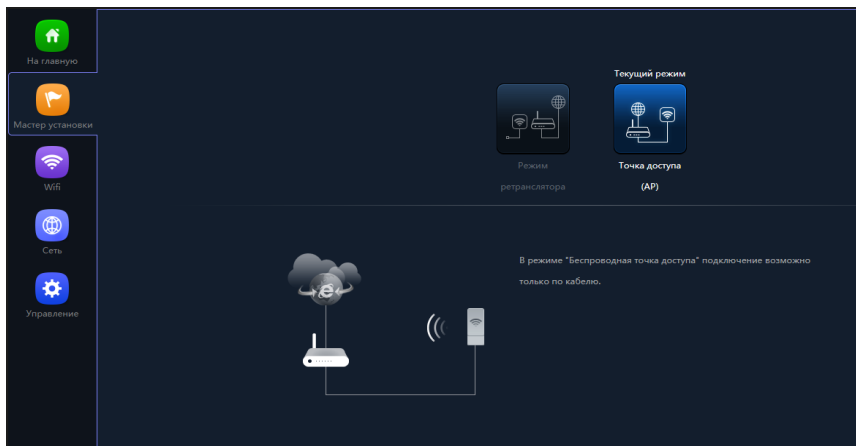 На главную
Мастер установки
Wifi
Сеть
Управление
Текущий режим
Режим
ретранслятора
Точка доступа
(AP)
В режиме "Беспроводная точка доступа" подключение возможно
только по кабелю.